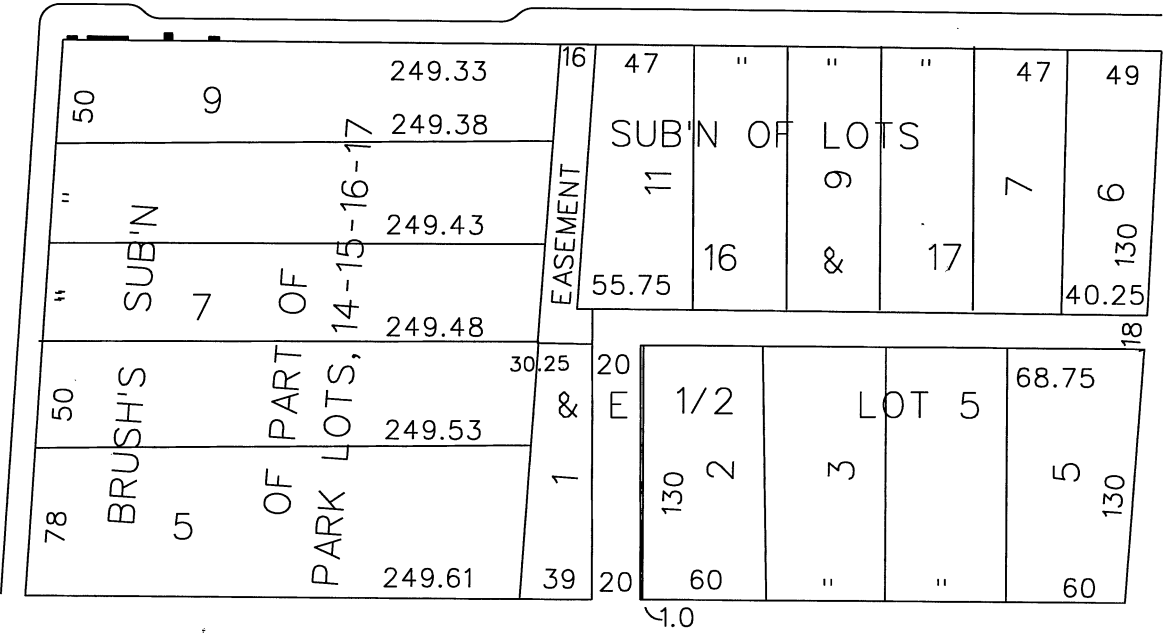 249.33
50
9
249.38
"
249.43
"
7
249.48
50
249.53
78
5
249.61
BRUSH'S SUB'N
OF PART OF
PARK LOTS, 14-15-16-17
16
EASEMENT
47 " " " 47 49
SUB'N OF LOTS
11 9 7 6
16 & 17
130
55.75
40.25
18
30.25 20
68.75
& E 1/2 LOT 5
1 2 3 5
130 130
39 20 60 " " 60
1.0